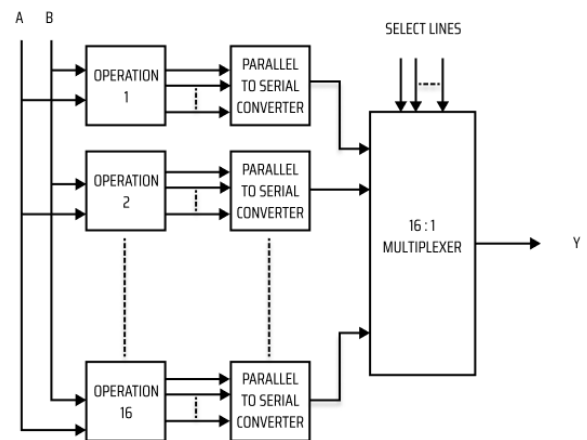 A B
SELECT LINES
OPERATION
1
PARALLEL
TO SERIAL
CONVERTER
OPERATION
2
PARALLEL
TO SERIAL
CONVERTER
16 : 1
MULTIPLEXER
Y
OPERATION
16
PARALLEL
TO SERIAL
CONVERTER